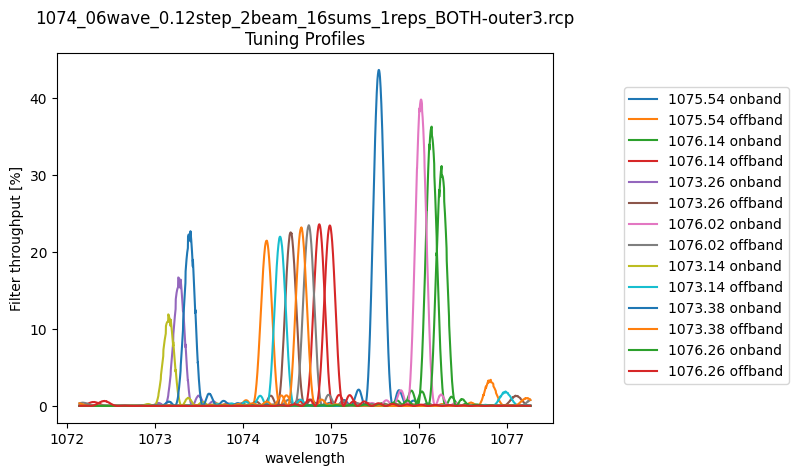 1074_06wave_0.12step_2beam_16sums_1reps_BOTH-outer3.rcp
Tuning Profiles
Filter throughput [%]
40
30
20
10
0
1072
1073
1074
1075
1076
1077
wavelength
1075.54 onband
1075.54 offband
1076.14 onband
1076.14 offband
1073.26 onband
1073.26 offband
1076.02 onband
1076.02 offband
1073.14 onband
1073.14 offband
1073.38 onband
1073.38 offband
1076.26 onband
1076.26 offband